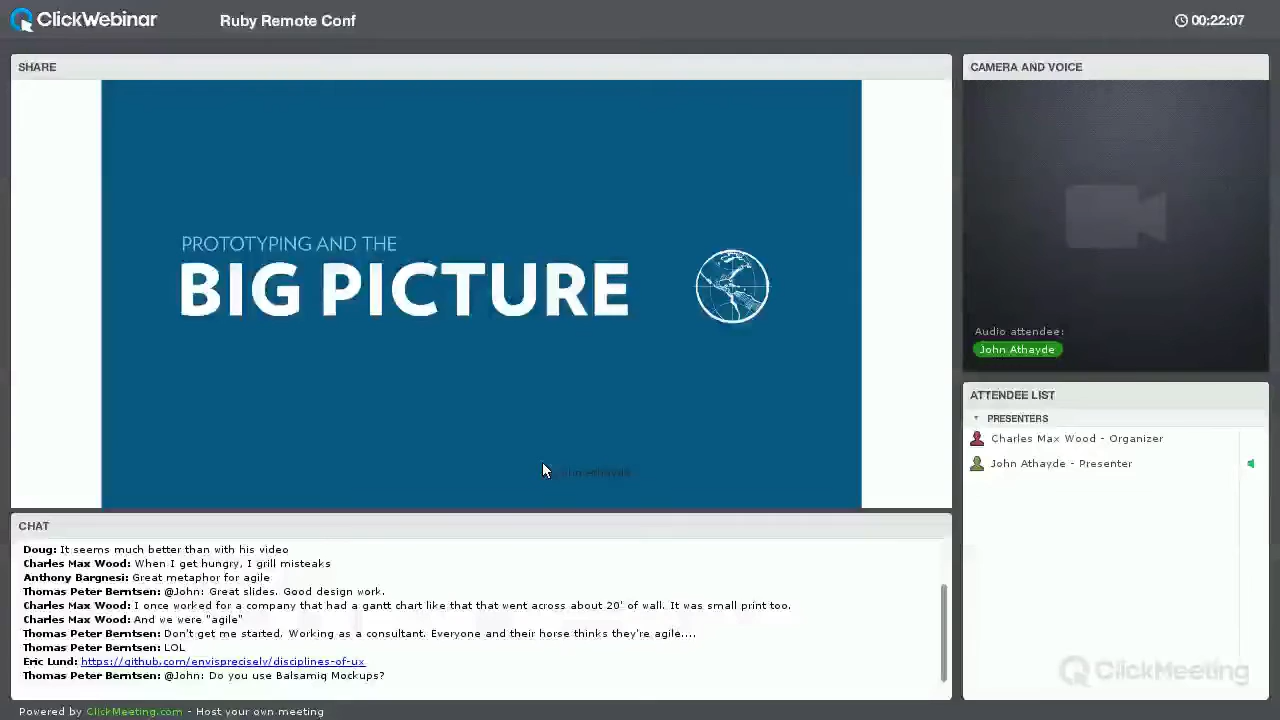 ClickWebinar
Ruby Remote Conf
00:22:07
SHARE
PROTOTYPING AND THE
BIG PICTURE
John Athayde
CAMERA AND VOICE
Audio attendee:
John Athayde
ATTENDEE LIST
PRESENTERS
Charles Max Wood - Organizer
John Athayde - Presenter
CHAT
Doug: It seems much better than with his video
Charles Max Wood: When I get hungry, I grill misteaks
Anthony Bargnesi: Great metaphor for agile
Thomas Peter Berntsen: @John: Great slides. Good design work.
Charles Max Wood: I once worked for a company that had a gantt chart like that that went across about 20' of wall. It was small print too.
Charles Max Wood: And we were "agile"
Thomas Peter Berntsen: Don't get me started. Working as a consultant. Everyone and their horse thinks they're agile....
Thomas Peter Berntsen: LOL
Eric Lund: https://github.com/envisprecisely/disciplines-of-ux
Thomas Peter Berntsen: @John: Do you use Balsamiq Mockups?
ClickMeeting
Powered by ClickMeeting.com - Host your own meeting